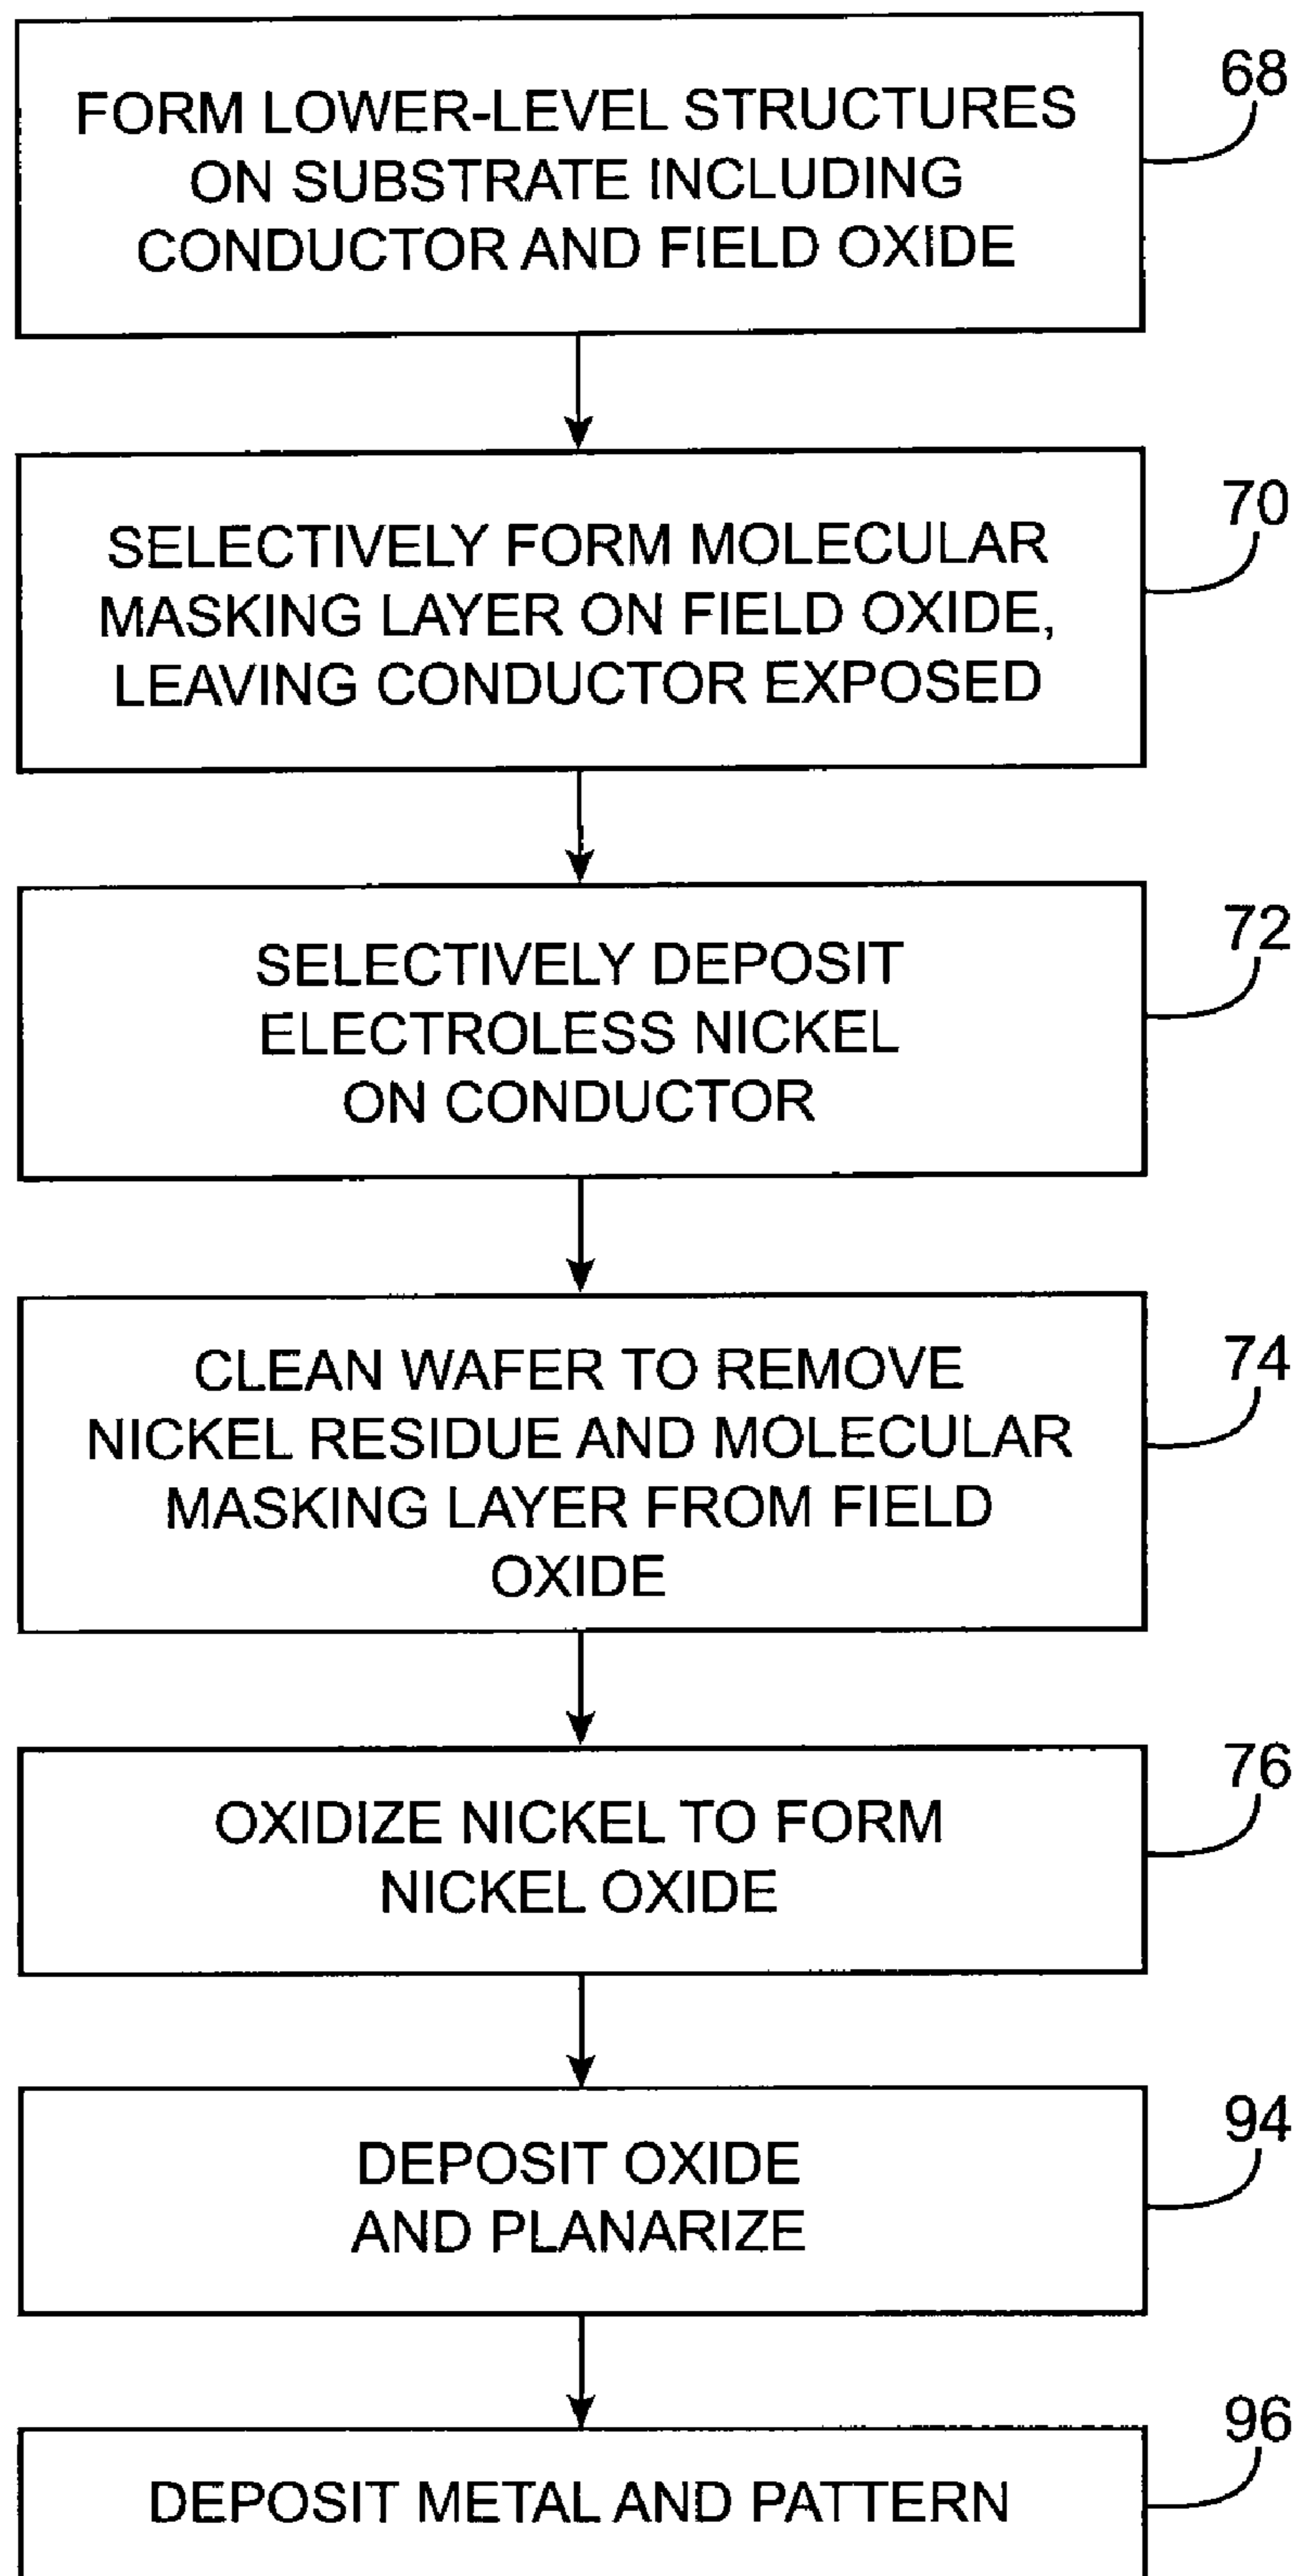 FORM LOWER-LEVEL STRUCTURES
ON SUBSTRATE INCLUDING
CONDUCTOR AND FIELD OXIDE
68
SELECTIVELY FORM MOLECULAR
MASKING LAYER ON FIELD OXIDE,
LEAVING CONDUCTOR EXPOSED
70
SELECTIVELY DEPOSIT
ELECTROLESS NICKEL
ON CONDUCTOR
72
CLEAN WAFER TO REMOVE
NICKEL RESIDUE AND MOLECULAR
MASKING LAYER FROM FIELD
OXIDE
74
OXIDIZE NICKEL TO FORM
NICKEL OXIDE
76
DEPOSIT OXIDE
AND PLANARIZE
94
DEPOSIT METAL AND PATTERN
96